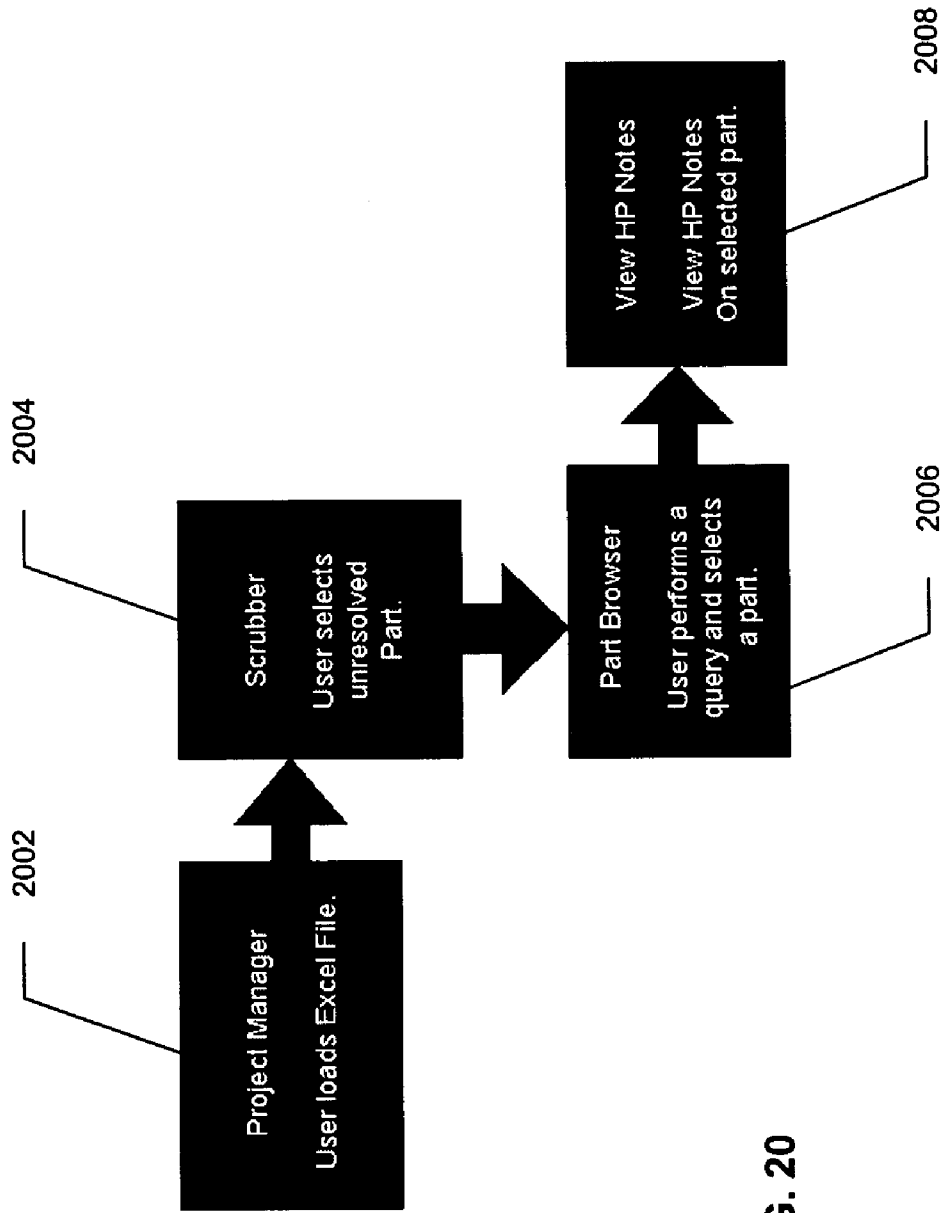 2002
Project Manager
User loads Excel File.
2004
Scrubber
User selects
unresolved
Part.
Part Browser
User performs a
query and selects
a part.
2006
View HP Notes
View HP Notes
On selected part.
2008
G. 20